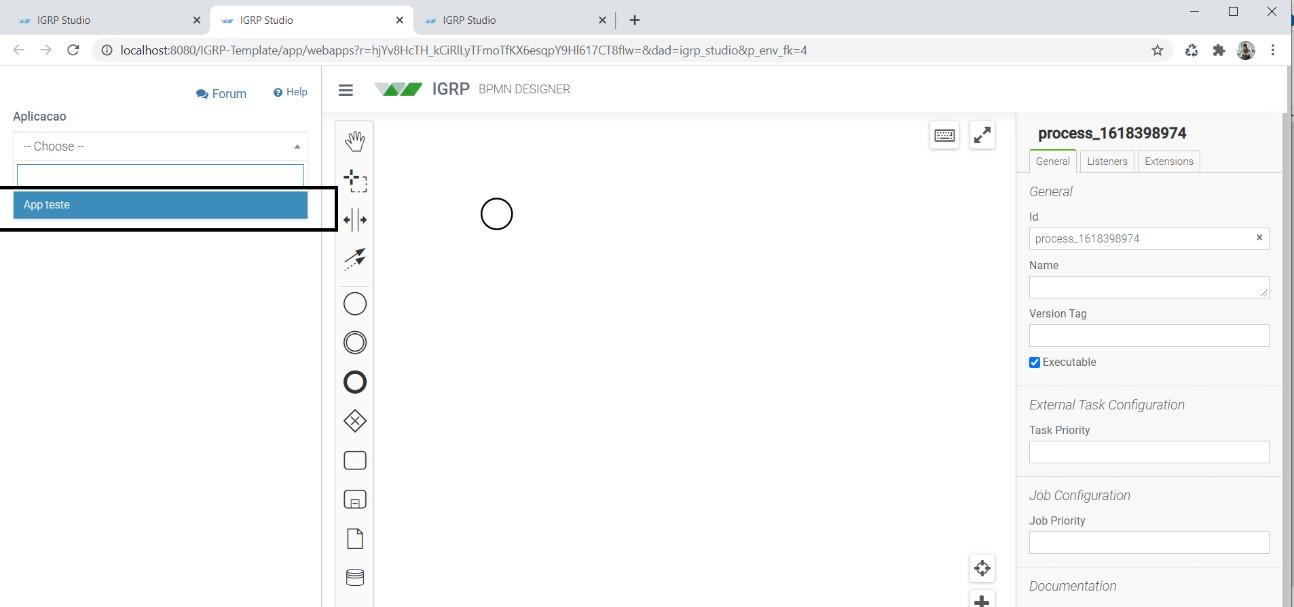 IGRP Studio
IGRP Studio
IGRP Studio
localhost:8080/IGRP-Template/app/webapps?r=hjYv8HcTH_kCiRlLyTFmoTfKX6esqpY9Hl617CT8fIw=&dad=igrp_studio&p_env_fk=4
Forum
Help
Aplicacao
-- Choose --
App teste
IGRP BPMN DESIGNER
process_1618398974
General Listeners Extensions
General
Id
process_1618398974
Name
Version Tag
Executable
External Task Configuration
Task Priority
Job Configuration
Job Priority
Documentation